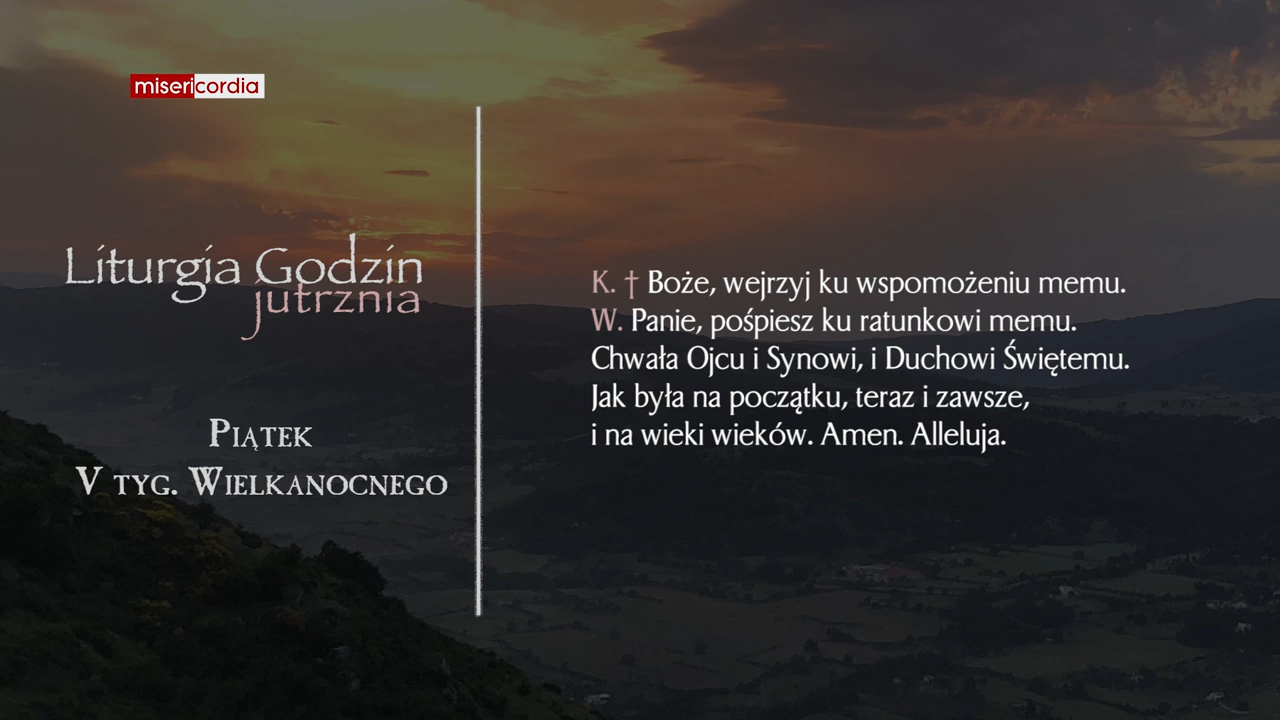 misericordia
Liturgia Godzin
jutrznia
Piątek
V tyg. Wielkanocnego
K. † Boże, wejrzyj ku wspomożeniu memu.
W. Panie, pośpiesz ku ratunkowi memu.
Chwała Ojcu i Synowi, i Duchowi Świętemu.
Jak była na początku, teraz i zawsze,
i na wieki wieków. Amen. Alleluja.